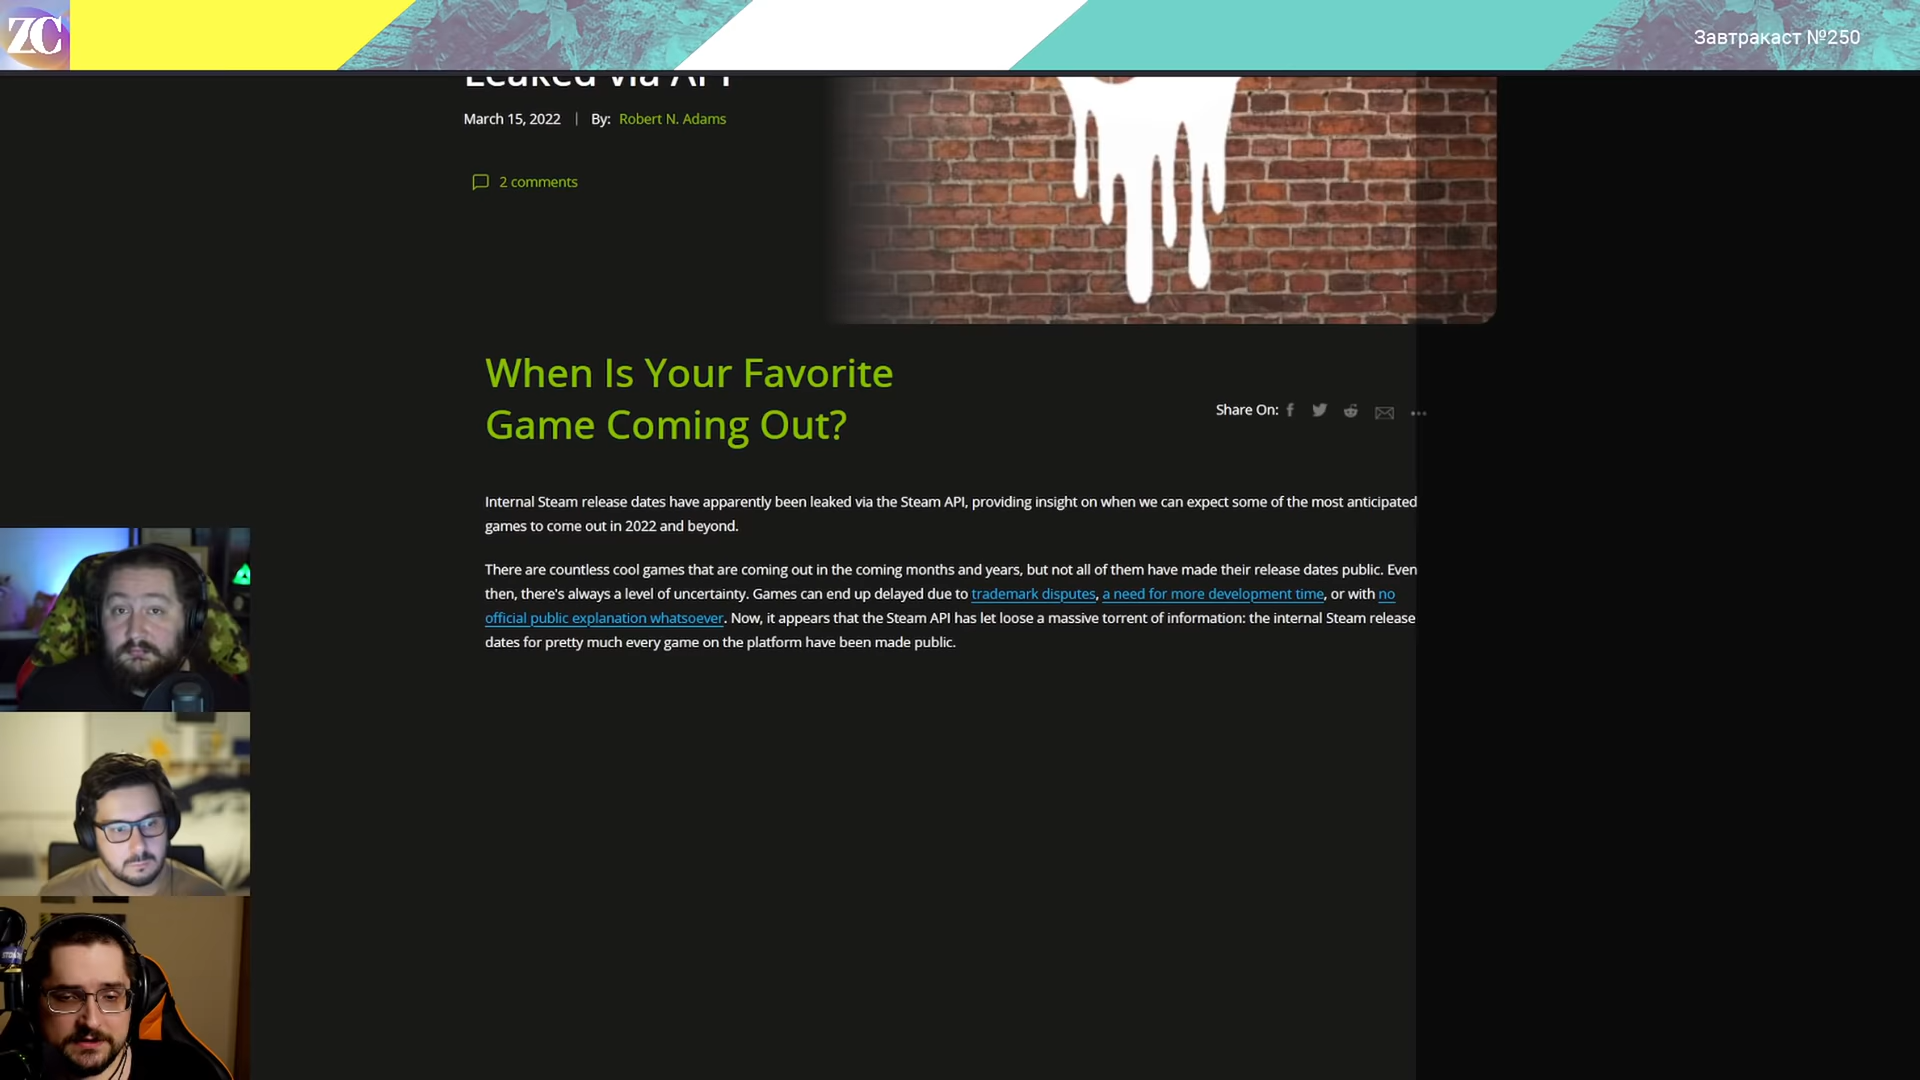 ZC
Завтракаст №250
Leaked via API
March 15, 2022 | By: Robert N. Adams
2 comments
When Is Your Favorite
Game Coming Out?
Share On:
Internal Steam release dates have apparently been leaked via the Steam API, providing insight on when we can expect some of the most anticipated
games to come out in 2022 and beyond.
There are countless cool games that are coming out in the coming months and years, but not all of them have made their release dates public. Even
then, there's always a level of uncertainty. Games can end up delayed due to trademark disputes, a need for more development time, or with no
official public explanation whatsoever. Now, it appears that the Steam API has let loose a massive torrent of information: the internal Steam release
dates for pretty much every game on the platform have been made public.